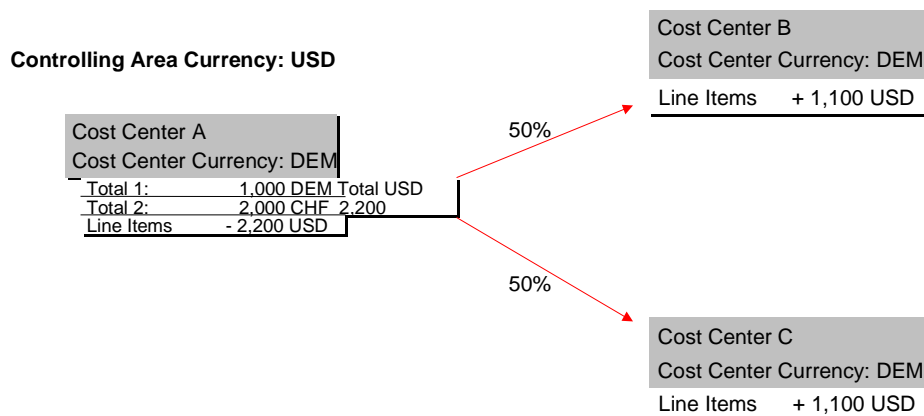 Controlling Area Currency: USD
Cost Center A
Cost Center Currency: DEM
Total 1: 1,000 DEM Total USD
Total 2: 2,000 CHF 2,200
Line Items - 2,200 USD
50%
50%
Cost Center B
Cost Center Currency: DEM
Line Items + 1,100 USD
Cost Center C
Cost Center Currency: DEM
Line Items + 1,100 USD